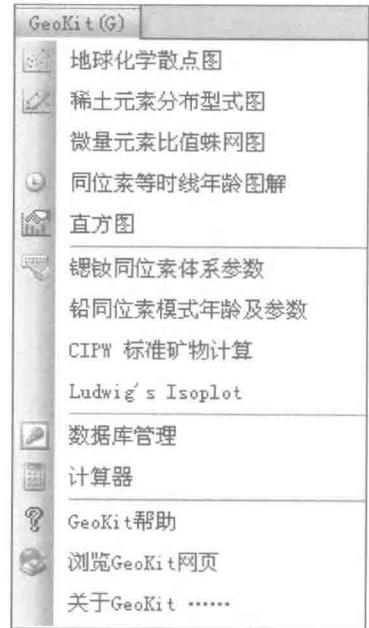 GeoKit(G)
地球化学散点图
稀土元素分布型式图
微量元素比值蛛网图
同位素等时线年龄图解
直方图
锶钕同位素体系参数
铅同位素模式年龄及参数
CIPW 标准矿物计算
Ludwig's Isoplot
数据库管理
计算器
GeoKit帮助
浏览GeoKit网页
关于GeoKit ……